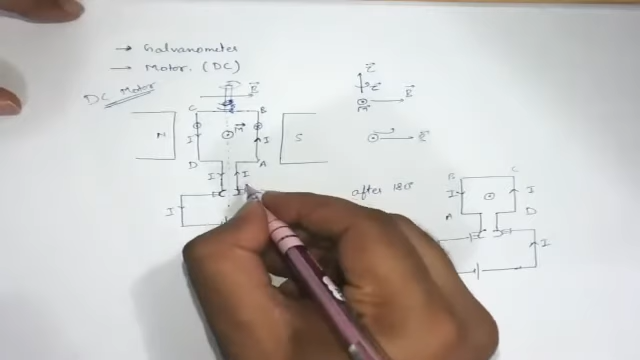 → Galvanometer
→ Motor. (DC)
DC Motor
N
S
C
B
D
A
B⃗
M⃗
I
I
I
I
I
τ⃗
τ⃗
M⃗
B⃗
after 180°
B
C
A
D
I
I
I